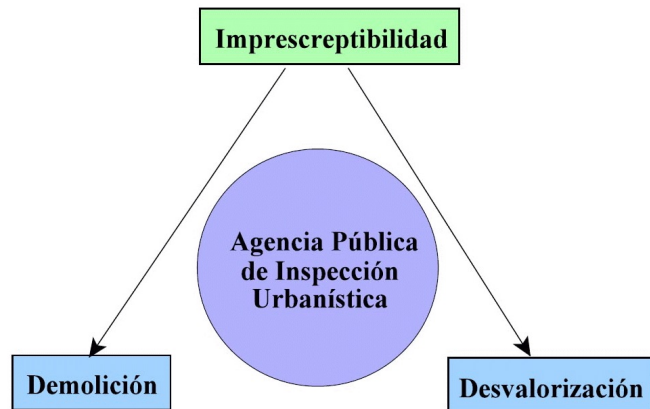 Imprescreptibilidad
Agencia Pública
de Inspección
Urbanística
Demolición
Desvalorización